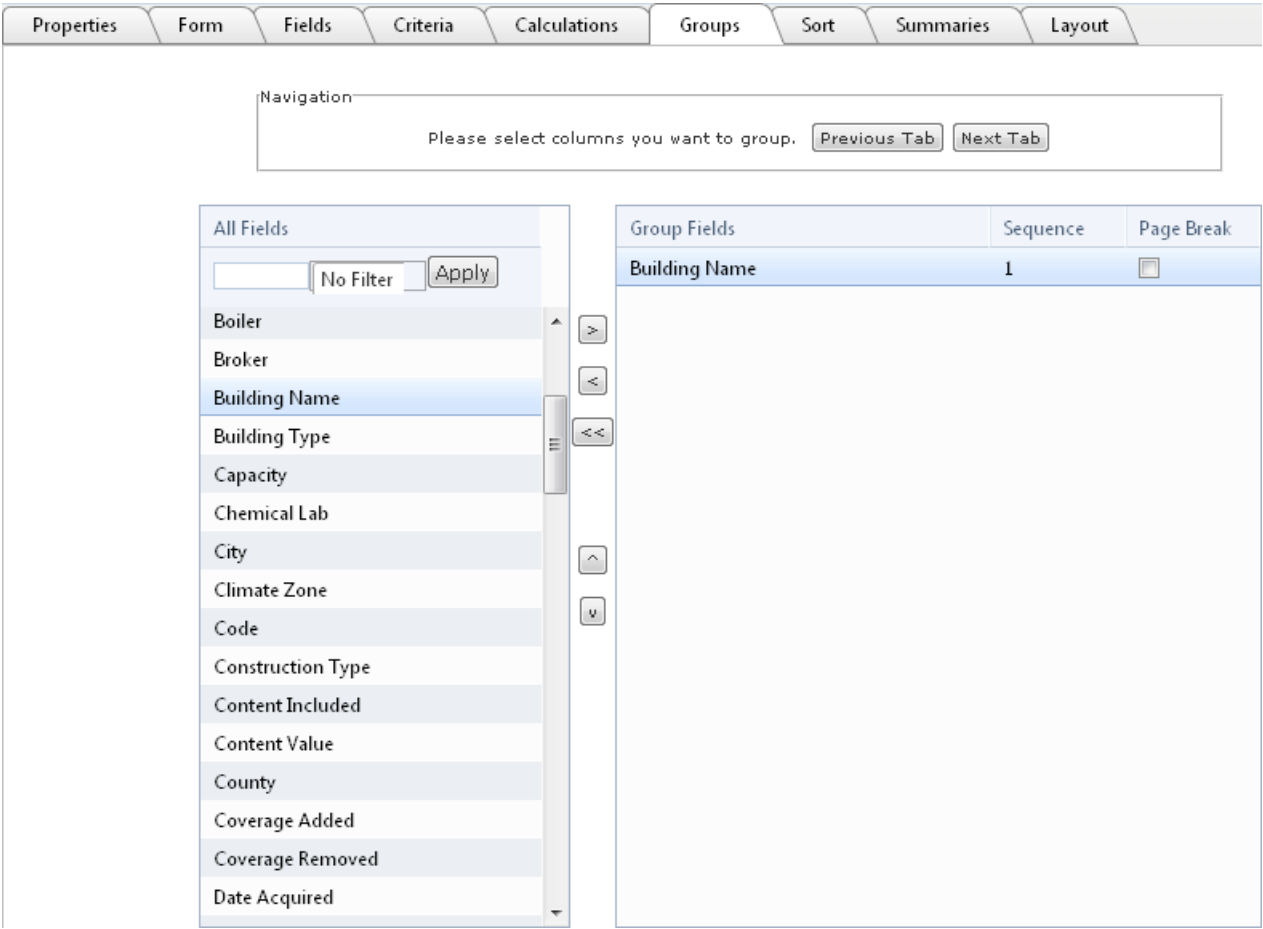 Properties Form Fields Criteria Calculations Groups Sort Summaries Layout
Navigation
Please select columns you want to group. Previous Tab Next Tab
All Fields
No Filter Apply
Boiler
Broker
Building Name
Building Type
Capacity
Chemical Lab
City
Climate Zone
Code
Construction Type
Content Included
Content Value
County
Coverage Added
Coverage Removed
Date Acquired
>
<
<<
^
v
Group Fields Sequence Page Break
Building Name 1